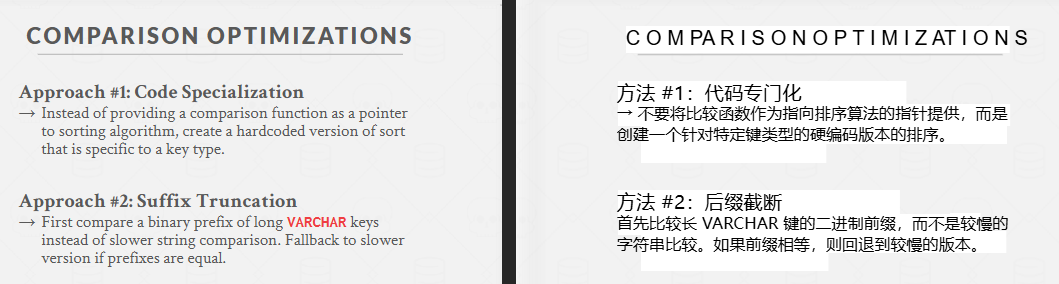 COMPARISON OPTIMIZATIONS
Approach #1: Code Specialization
→ Instead of providing a comparison function as a pointer
to sorting algorithm, create a hardcoded version of sort
that is specific to a key type.
Approach #2: Suffix Truncation
→ First compare a binary prefix of long VARCHAR keys
instead of slower string comparison. Fallback to slower
version if prefixes are equal.
COMPARISONOPTIMIZATIONS
方法 #1：代码专门化
→ 不要将比较函数作为指向排序算法的指针提供，而是
创建一个针对特定键类型的硬编码版本的排序。
方法 #2：后缀截断
首先比较长 VARCHAR 键的二进制前缀，而不是较慢的
字符串比较。如果前缀相等，则回退到较慢的版本。